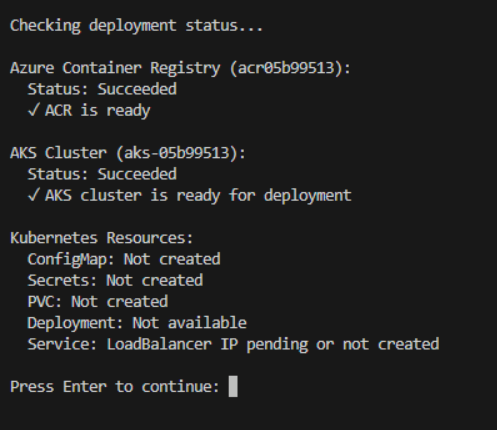 Checking deployment status...
Azure Container Registry (acr05b99513):
Status: Succeeded
✓ ACR is ready
AKS Cluster (aks-05b99513):
Status: Succeeded
✓ AKS cluster is ready for deployment
Kubernetes Resources:
ConfigMap: Not created
Secrets: Not created
PVC: Not created
Deployment: Not available
Service: LoadBalancer IP pending or not created
Press Enter to continue: